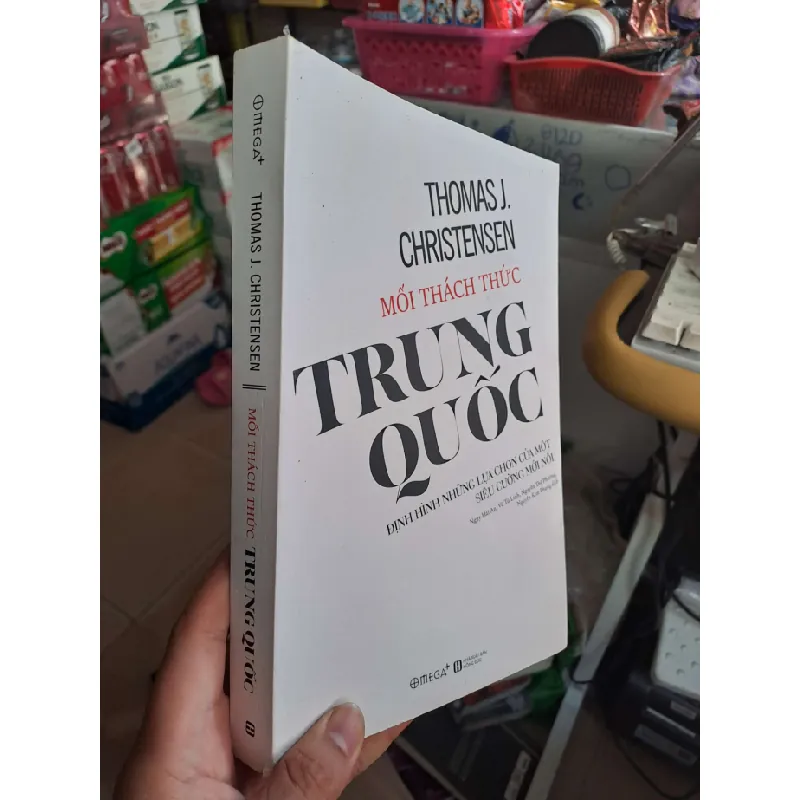 THOMAS J.
CHRISTENSEN
MỐI THÁCH THỨC
TRUNG
QUỐC
ĐỊNH HÌNH NHỮNG LỰA CHỌN CỦA MỘT
SIÊU CƯỜNG MỚI NỔI
OMEGA+
OMEGA+
THOMAS J. CHRISTENSEN
MỐI THÁCH THỨC TRUNG QUỐC